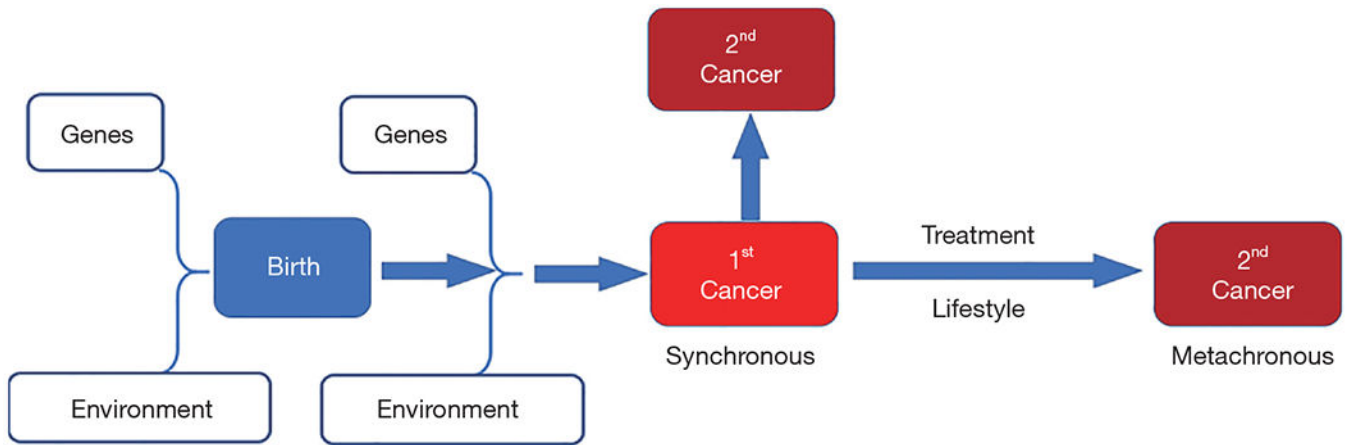 2nd
Cancer
Genes
Genes
Birth
1st
Cancer
Treatment
Lifestyle
2nd
Cancer
Synchronous
Metachronous
Environment
Environment